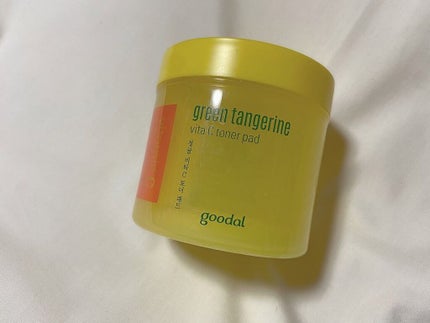 green tangerine
vita C toner pad
goodal